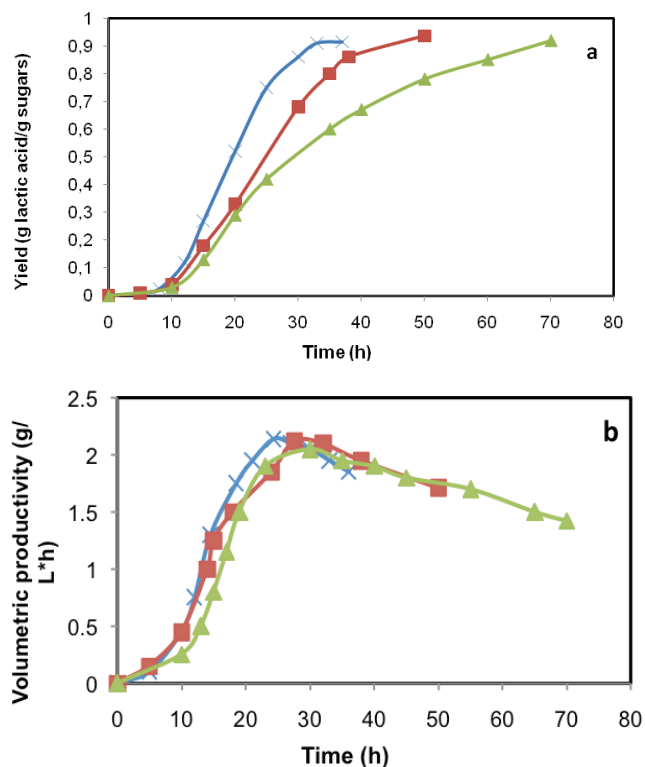 a
Yield (g lactic acid/g sugars)
1
0,9
0,8
0,7
0,6
0,5
0,4
0,3
0,2
0,1
0
0 10 20 30 40 50 60 70 80
Time (h)
b
Volumetric productivity (g/
L*h)
2.5
2
1.5
1
0.5
0
0 10 20 30 40 50 60 70 80
Time (h)